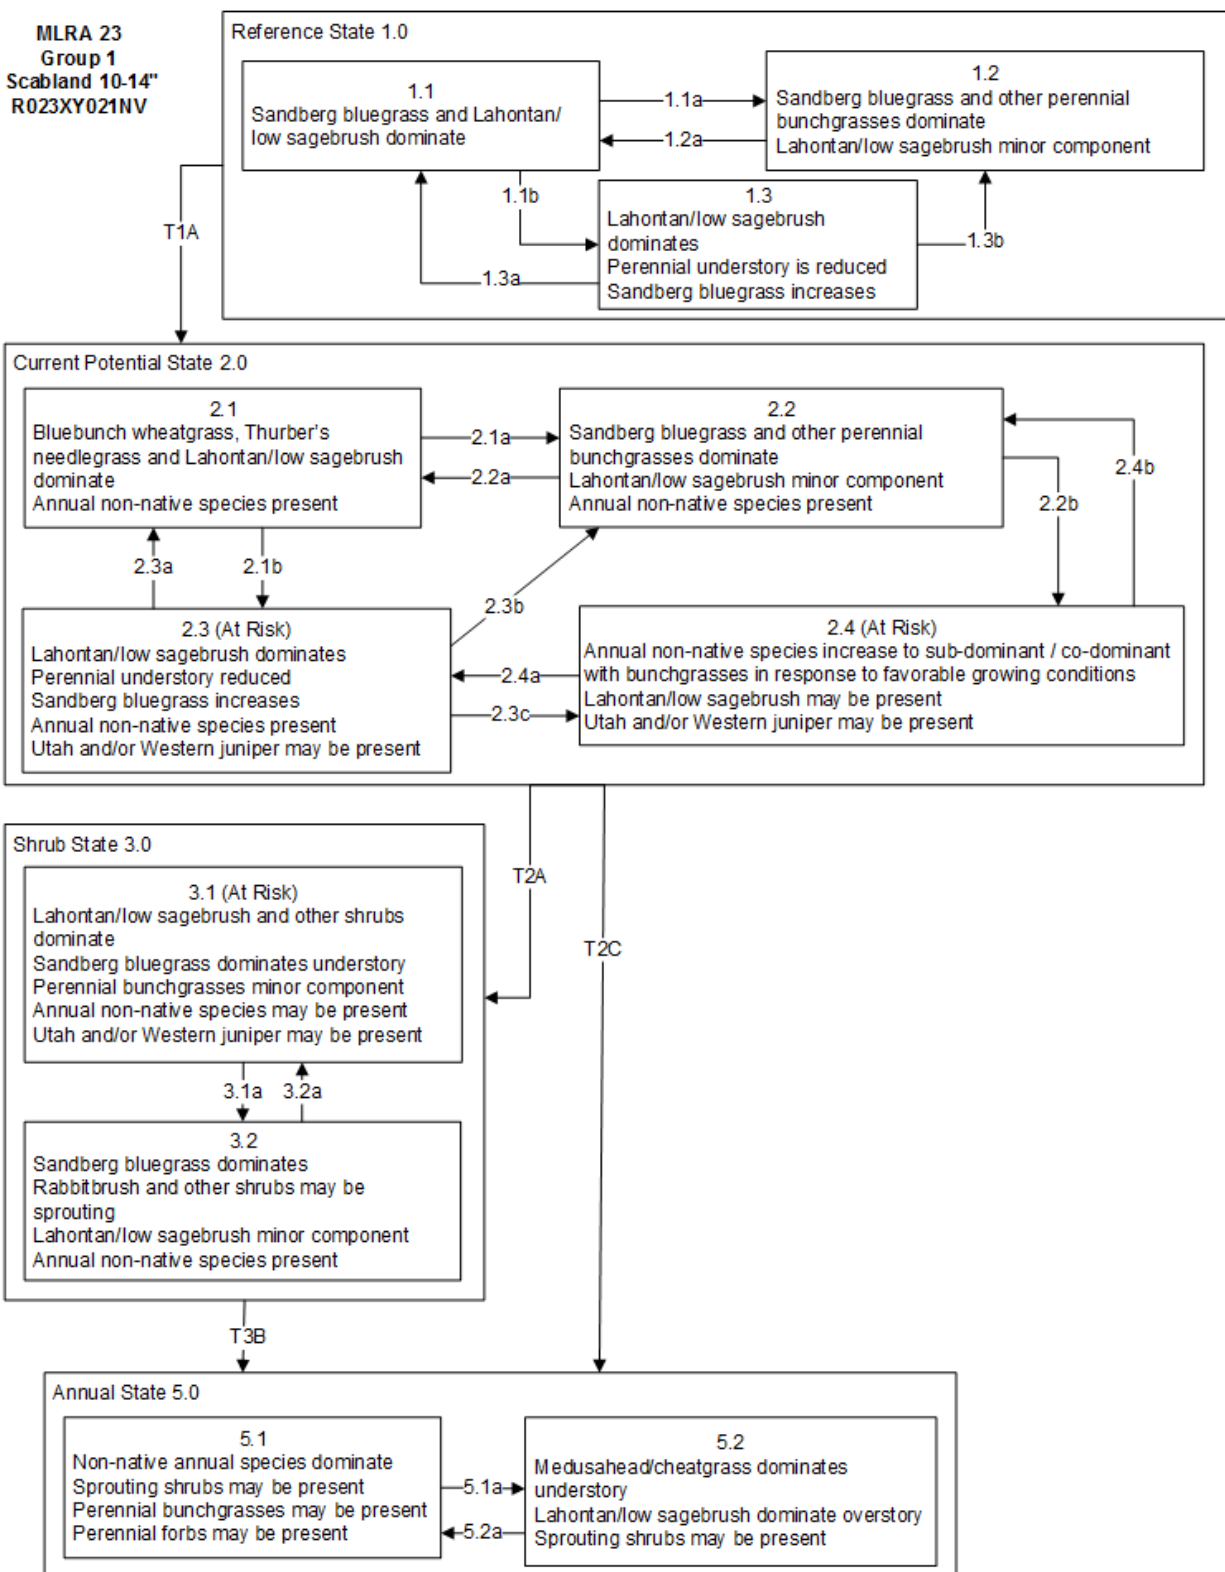 MLRA 23
Group 1
Scabland 10-14"
R023XY021NV
Reference State 1.0
1.1
Sandberg bluegrass and Lahontan/
low sagebrush dominate
1.1a
1.2a
1.2
Sandberg bluegrass and other perennial
bunchgrasses dominate
Lahontan/low sagebrush minor component
1.1b
1.3a
1.3
Lahontan/low sagebrush
dominates
Perennial understory is reduced
Sandberg bluegrass increases
1.3b
T1A
Current Potential State 2.0
2.1
Bluebunch wheatgrass, Thurber's
needlegrass and Lahontan/low sagebrush
dominate
Annual non-native species present
2.1a
2.2a
2.2
Sandberg bluegrass and other perennial
bunchgrasses dominate
Lahontan/low sagebrush minor component
Annual non-native species present
2.4b
2.2b
2.3a
2.1b
2.3b
2.3 (At Risk)
Lahontan/low sagebrush dominates
Perennial understory reduced
Sandberg bluegrass increases
Annual non-native species present
Utah and/or Western juniper may be present
2.4a
2.3c
2.4 (At Risk)
Annual non-native species increase to sub-dominant / co-dominant
with bunchgrasses in response to favorable growing conditions
Lahontan/low sagebrush may be present
Utah and/or Western juniper may be present
Shrub State 3.0
3.1 (At Risk)
Lahontan/low sagebrush and other shrubs
dominate
Sandberg bluegrass dominates understory
Perennial bunchgrasses minor component
Annual non-native species may be present
Utah and/or Western juniper may be present
T2A
T2C
3.1a
3.2a
3.2
Sandberg bluegrass dominates
Rabbitbrush and other shrubs may be
sprouting
Lahontan/low sagebrush minor component
Annual non-native species present
T3B
Annual State 5.0
5.1
Non-native annual species dominate
Sprouting shrubs may be present
Perennial bunchgrasses may be present
Perennial forbs may be present
5.1a
5.2a
5.2
Medusahead/cheatgrass dominates
understory
Lahontan/low sagebrush dominate overstory
Sprouting shrubs may be present